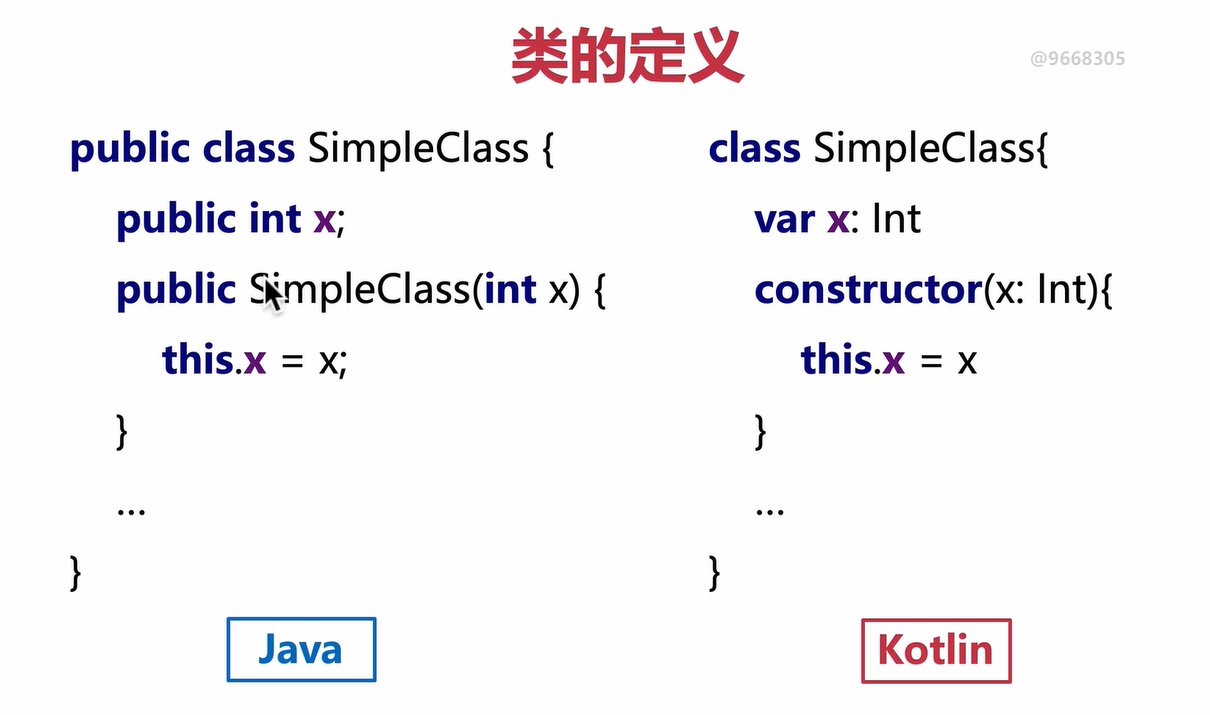 类的定义
@9668305
public class SimpleClass {
public int x;
public SimpleClass(int x) {
this.x = x;
}
...
}
Java
class SimpleClass{
var x: Int
constructor(x: Int){
this.x = x
}
...
}
Kotlin